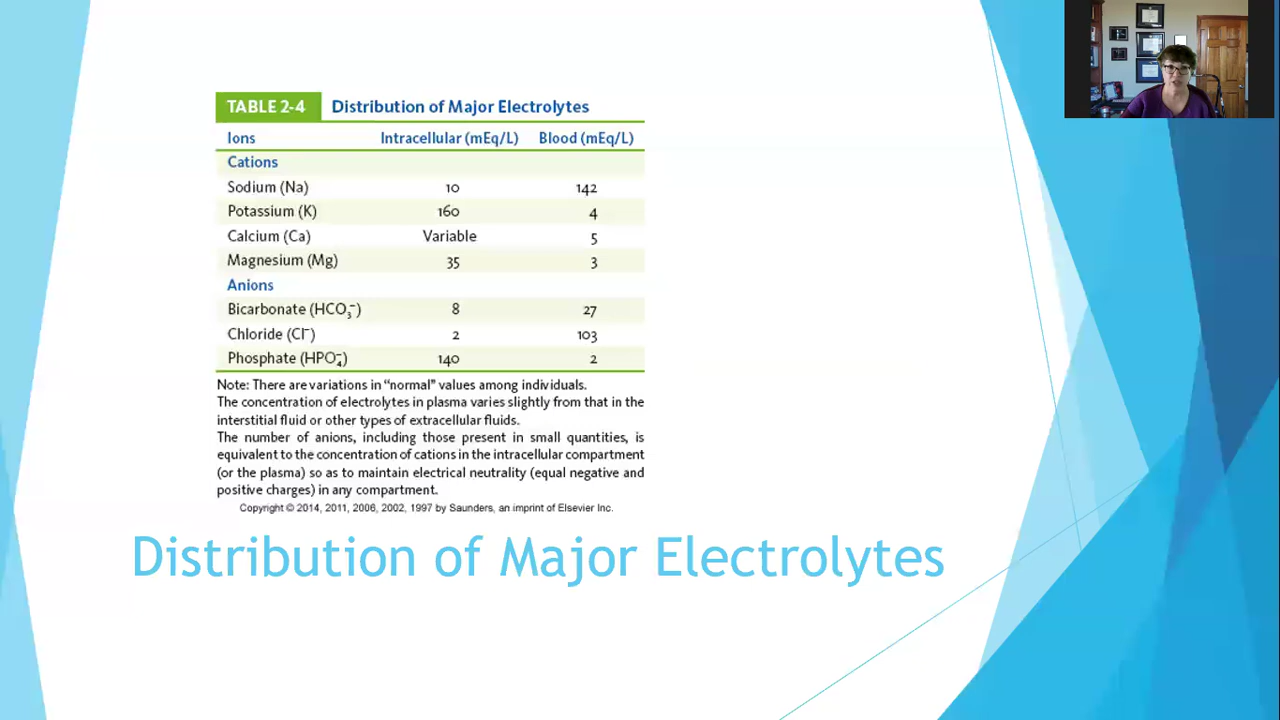 TABLE 2-4 Distribution of Major Electrolytes
Ions Intracellular (mEq/L) Blood (mEq/L)
Cations
Sodium (Na) 10 142
Potassium (K) 160 4
Calcium (Ca) Variable 5
Magnesium (Mg) 35 3
Anions
Bicarbonate (HCO₃⁻) 8 27
Chloride (Cl⁻) 2 103
Phosphate (HPO₄⁻) 140 2
Note: There are variations in “normal” values among individuals.
The concentration of electrolytes in plasma varies slightly from that in the
interstitial fluid or other types of extracellular fluids.
The number of anions, including those present in small quantities, is
equivalent to the concentration of cations in the intracellular compartment
(or the plasma) so as to maintain electrical neutrality (equal negative and
positive charges) in any compartment.
Copyright © 2014, 2011, 2006, 2002, 1997 by Saunders, an imprint of Elsevier Inc.
Distribution of Major Electrolytes